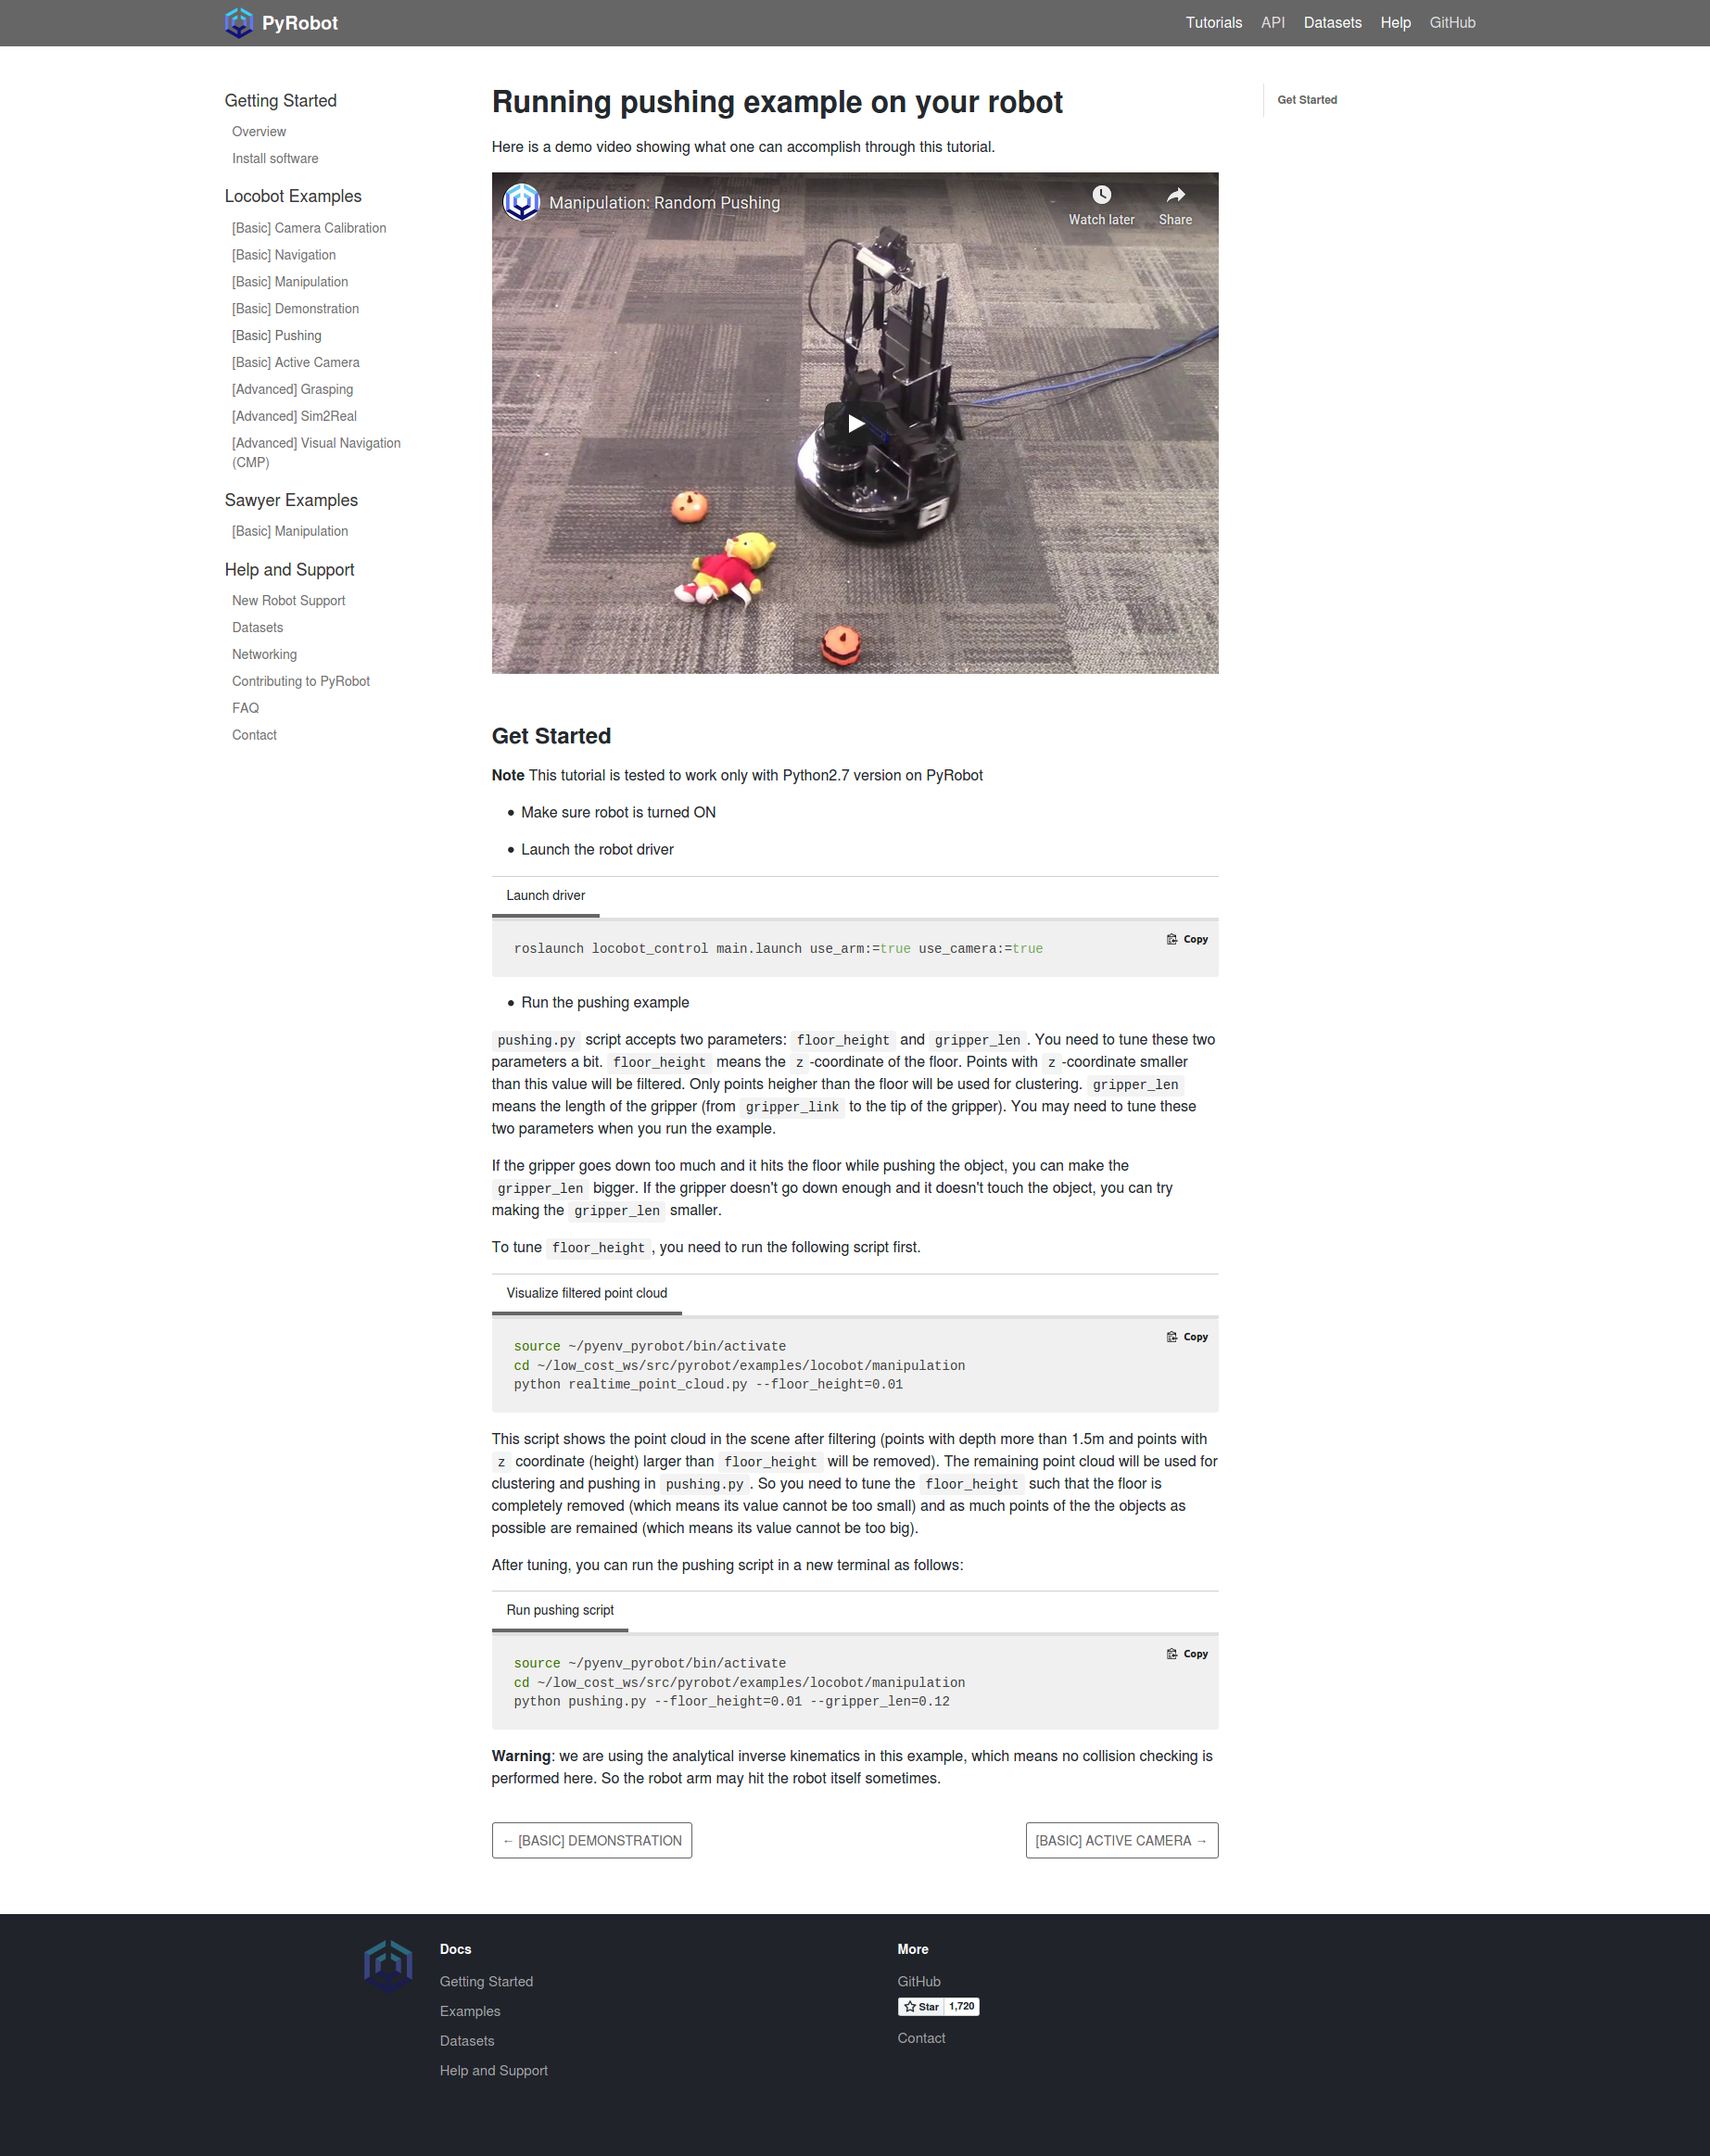 PyRobot
Tutorials API Datasets Help GitHub
Getting Started
Overview
Install software
Locobot Examples
[Basic] Camera Calibration
[Basic] Navigation
[Basic] Manipulation
[Basic] Demonstration
[Basic] Pushing
[Basic] Active Camera
[Advanced] Grasping
[Advanced] Sim2Real
[Advanced] Visual Navigation
(CMP)
Sawyer Examples
[Basic] Manipulation
Help and Support
New Robot Support
Datasets
Networking
Contributing to PyRobot
FAQ
Contact
Running pushing example on your robot
Here is a demo video showing what one can accomplish through this tutorial.
Manipulation: Random Pushing
Watch later
Share
Get Started
Note This tutorial is tested to work only with Python2.7 version on PyRobot
• Make sure robot is turned ON
• Launch the robot driver
Launch driver
Copy
roslaunch locobot_control main.launch use_arm:=true use_camera:=true
• Run the pushing example
pushing.py script accepts two parameters: floor_height and gripper_len . You need to tune these two
parameters a bit. floor_height means the z -coordinate of the floor. Points with z -coordinate smaller
than this value will be filtered. Only points heigher than the floor will be used for clustering. gripper_len
means the length of the gripper (from gripper_link to the tip of the gripper). You may need to tune these
two parameters when you run the example.
If the gripper goes down too much and it hits the floor while pushing the object, you can make the
gripper_len bigger. If the gripper doesn't go down enough and it doesn't touch the object, you can try
making the gripper_len smaller.
To tune floor_height , you need to run the following script first.
Visualize filtered point cloud
Copy
source ~/pyenv_pyrobot/bin/activate
cd ~/low_cost_ws/src/pyrobot/examples/locobot/manipulation
python realtime_point_cloud.py --floor_height=0.01
This script shows the point cloud in the scene after filtering (points with depth more than 1.5m and points with
z coordinate (height) larger than floor_height will be removed). The remaining point cloud will be used for
clustering and pushing in pushing.py . So you need to tune the floor_height such that the floor is
completely removed (which means its value cannot be too small) and as much points of the the objects as
possible are remained (which means its value cannot be too big).
After tuning, you can run the pushing script in a new terminal as follows:
Run pushing script
Copy
source ~/pyenv_pyrobot/bin/activate
cd ~/low_cost_ws/src/pyrobot/examples/locobot/manipulation
python pushing.py --floor_height=0.01 --gripper_len=0.12
Warning: we are using the analytical inverse kinematics in this example, which means no collision checking is
performed here. So the robot arm may hit the robot itself sometimes.
← [BASIC] DEMONSTRATION
[BASIC] ACTIVE CAMERA →
Get Started
Docs
Getting Started
Examples
Datasets
Help and Support
More
GitHub
Star 1,720
Contact